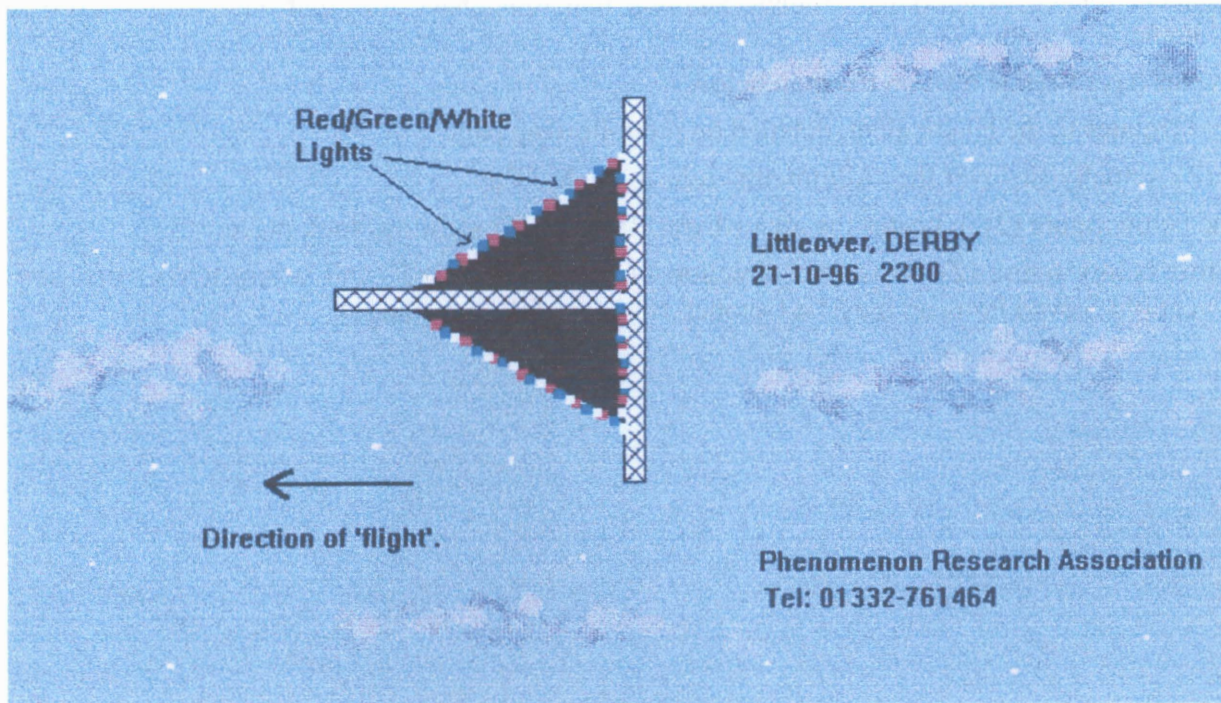 Red/Green/White
Lights
Littleover, DERBY
21-10-96 2200
Direction of 'flight'.
Phenomenon Research Association
Tel: 01332-761464